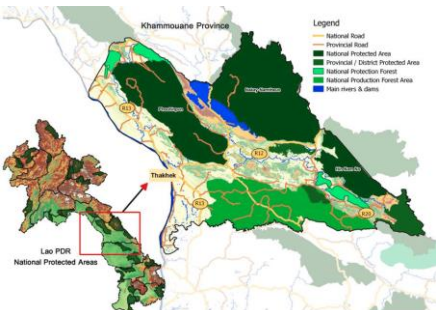 Khammouane Province
Legend
National Road
Provincial Road
National Protected Area
Provincial / District Protected Area
National Protection Forest
National Production Forest Area
Main rivers & dams
R13
R12
Thakhek
R13
R20
Lao PDR
National Protected Areas